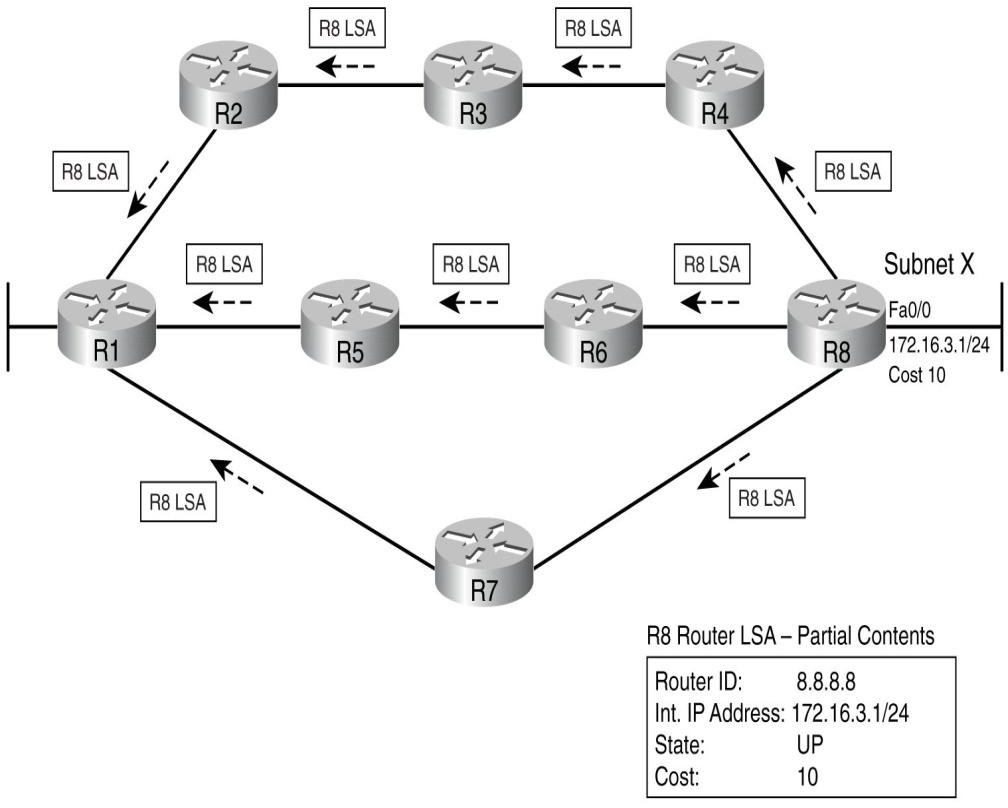 R8 LSA
R8 LSA
R2
R3
R4
R8 LSA
R8 LSA
R8 LSA
R8 LSA
R8 LSA
Subnet X
Fa0/0
R1
R5
R6
R8
172.16.3.1/24
Cost 10
R8 LSA
R8 LSA
R7
R8 Router LSA – Partial Contents
Router ID: 8.8.8.8
Int. IP Address: 172.16.3.1/24
State: UP
Cost: 10